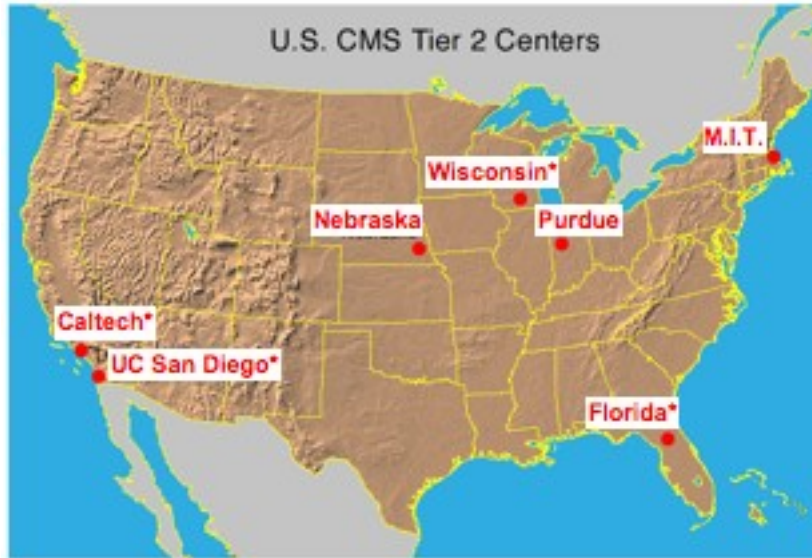 U.S. CMS Tier 2 Centers
M.I.T.
Wisconsin*
Nebraska
Purdue
Caltech*
UC San Diego*
Florida*